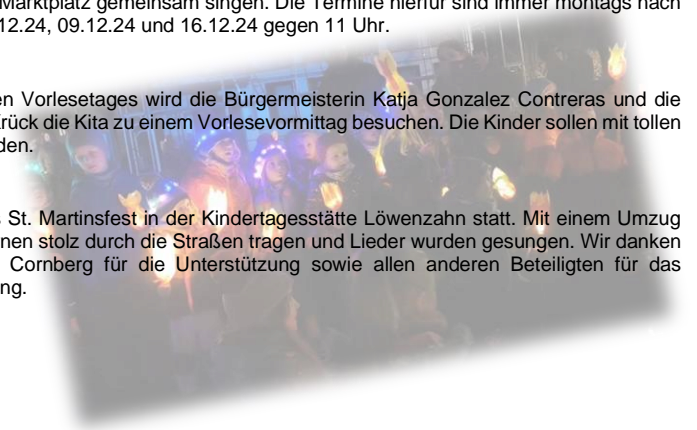 Marktplatz gemeinsam singen. Die Termine hierfür sind immer montags nach
12.24, 09.12.24 und 16.12.24 gegen 11 Uhr.
en Vorlesetages wird die Bürgermeisterin Katja Gonzalez Contreras und die
rück die Kita zu einem Vorlesevormittag besuchen. Die Kinder sollen mit tollen
den.
s St. Martinsfest in der Kindertagesstätte Löwenzahn statt. Mit einem Umzug
nen stolz durch die Straßen tragen und Lieder wurden gesungen. Wir danken
Cornberg für die Unterstützung sowie allen anderen Beteiligten für das
ng.